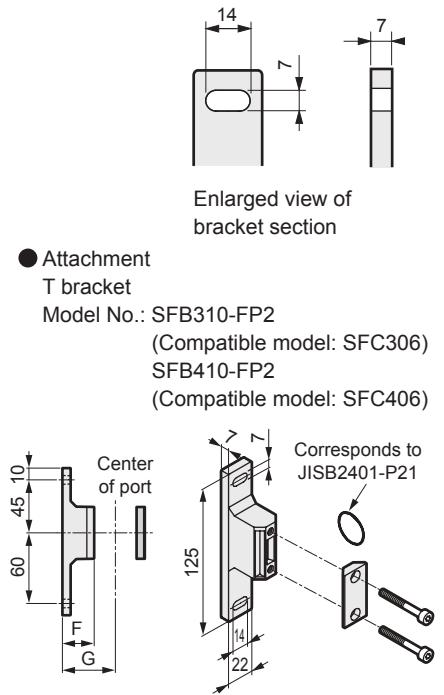 14
7
7
Enlarged view of
bracket section
● Attachment
T bracket
Model No.: SFB310-FP2
(Compatible model: SFC306)
SFB410-FP2
(Compatible model: SFC406)
10
45
60
Center
of port
F
G
7
7
125
14
22
Corresponds to
JISB2401-P21